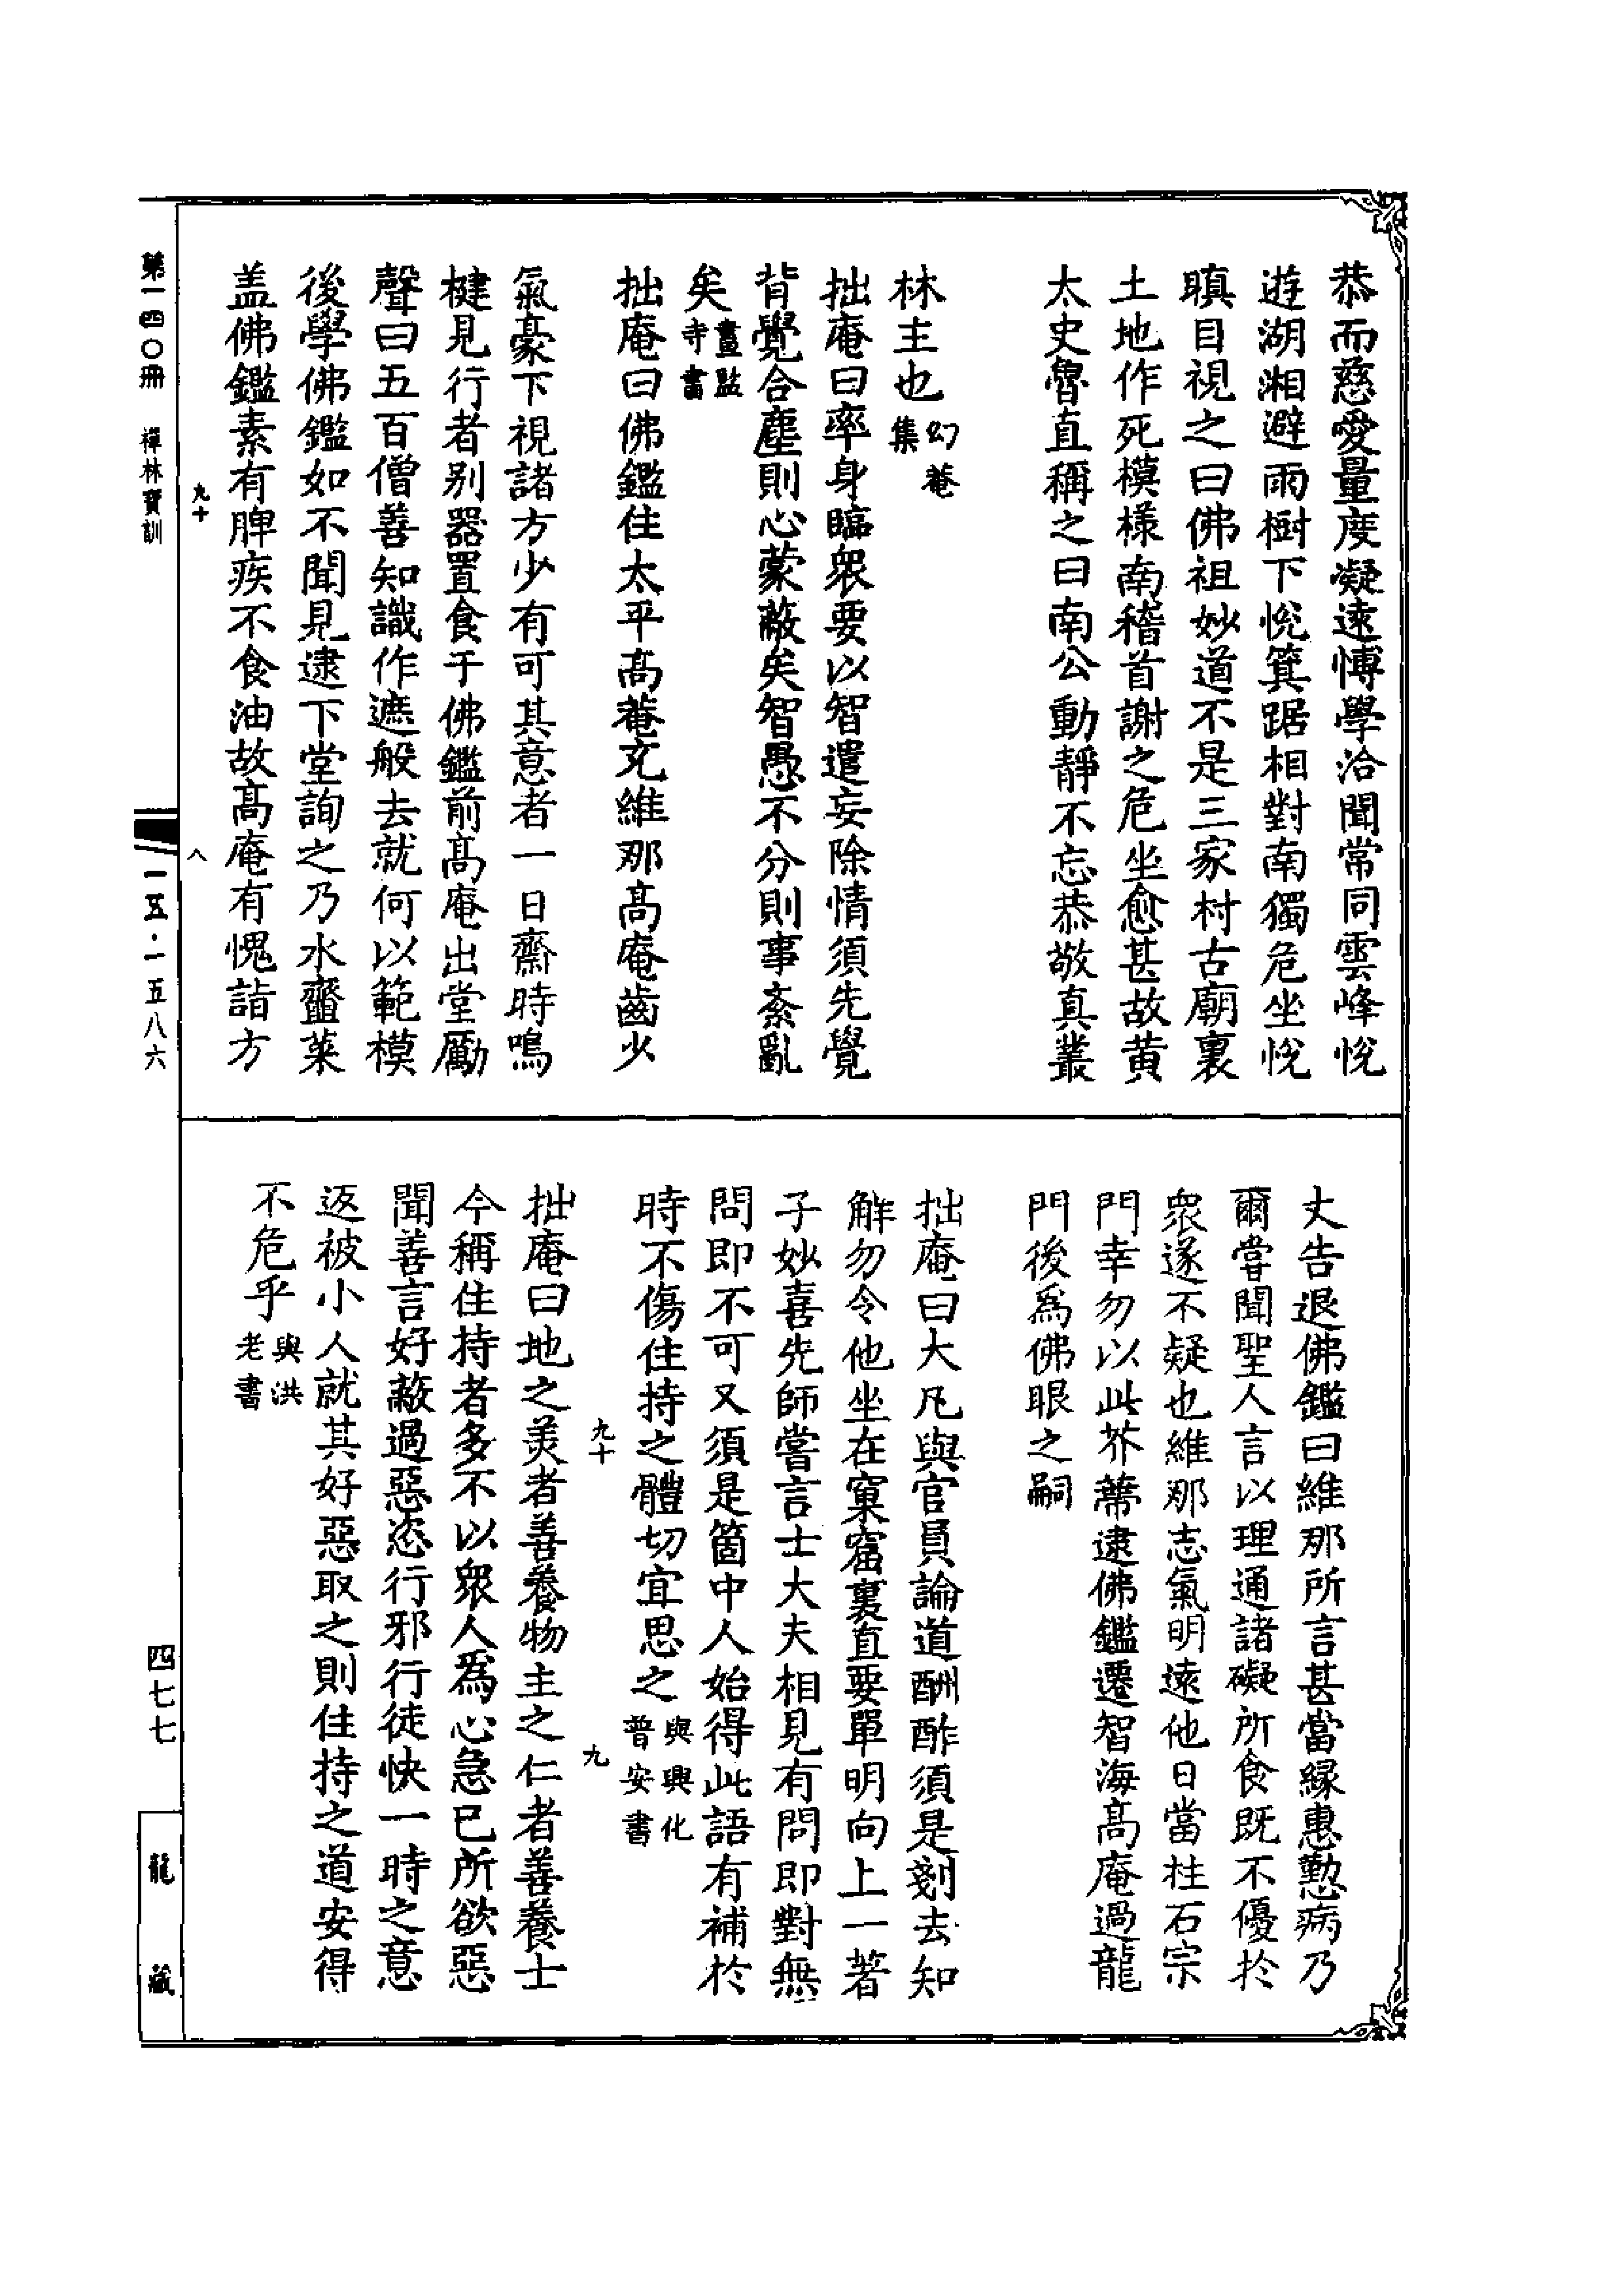 恭而慈愛量度凝遠博學洽聞常同雲峰悅
遊湖湘避雨樹下悅箕踞相對南獨危坐悅
瞋目視之曰佛祖妙道不是三家村古廟裏
土地作死模樣南稽首謝之危坐愈甚故黃
太史魯直稱之曰南公動靜不忘恭敬真叢
林主也幻菴
集
拙庵曰率身臨衆要以智遣妄除情須先覺
背覺合塵則心蒙蔽矣智愚不分則事紊亂
矣晝監
寺書
拙庵曰佛鑑住太平高菴充維那高庵齒少
氣豪下視諸方少有可其意者一日齋時鳴
楗見行者别器置食于佛鑑前高庵出堂厲
聲曰五百僧善知識作遮般去就何以範模
後學佛鑑如不聞見逮下堂詢之乃水虀菜
盖佛鑑素有脾疾不食油故高庵有愧詣方
九十
八
丈告退佛鑑曰維那所言甚當緣惠懃病乃
爾嘗聞聖人言以理通諸礙所食既不優於
衆遂不疑也維那志氣明遠他日當柱石宗
門幸勿以此芥蔕逮佛鑑遷智海高庵過龍
門後爲佛眼之嗣
拙庵曰大凡與官員論道酬酢須是剗去知
解勿令他坐在窠窟裏直要單明向上一著
子妙喜先師嘗言士大夫相見有問即對無
問即不可又須是箇中人始得此語有補於
時不傷住持之體切宜思之與興化
普安書
九十
九
拙庵曰地之美者善養物主之仁者善養士
今稱住持者多不以衆人爲心急已所欲惡
聞善言好蔽過惡恣行邪行徒快一時之意
返被小人就其好惡取之則住持之道安得
不危乎與洪
老書
第一四〇冊
禪林寶訓
一五·一五八六
四七七
龍藏